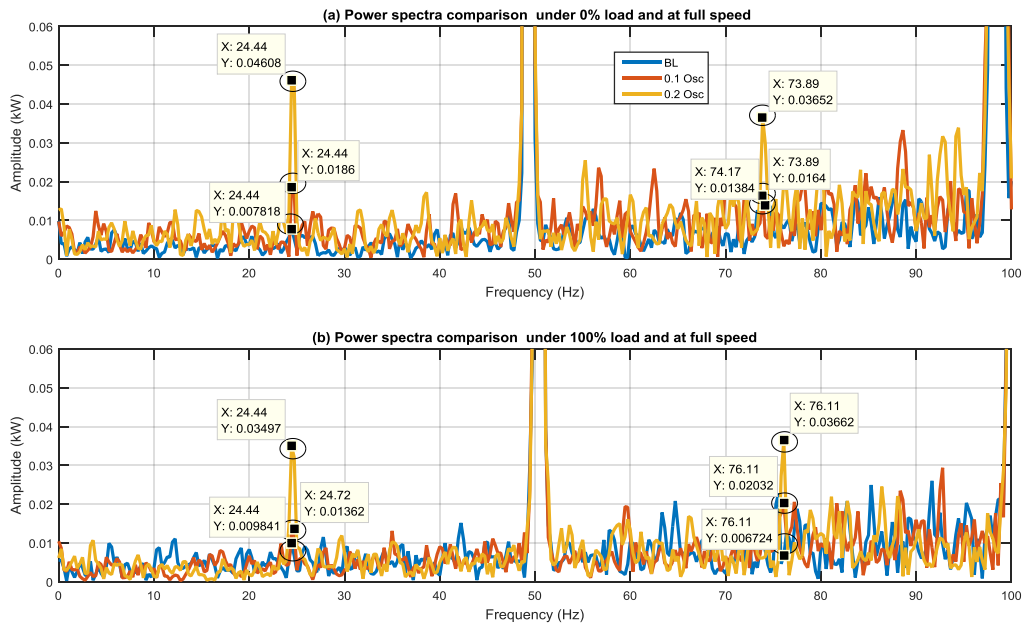 (a) Power spectra comparison  under 0% load and at full speed
Amplitude (kW)
0.06
0.05
0.04
0.03
0.02
0.01
0
X: 24.44
Y: 0.04608
X: 24.44
Y: 0.0186
X: 24.44
Y: 0.007818
BL
0.1 Osc
0.2 Osc
X: 73.89
Y: 0.03652
X: 73.89
Y: 0.0164
X: 74.17
Y: 0.01384
0 10 20 30 40 50 60 70 80 90 100
Frequency (Hz)
(b) Power spectra comparison  under 100% load and at full speed
Amplitude (kW)
0.06
0.05
0.04
0.03
0.02
0.01
0
X: 24.44
Y: 0.03497
X: 24.72
Y: 0.01362
X: 24.44
Y: 0.009841
X: 76.11
Y: 0.03662
X: 76.11
Y: 0.02032
X: 76.11
Y: 0.006724
0 10 20 30 40 50 60 70 80 90 100
Frequency (Hz)